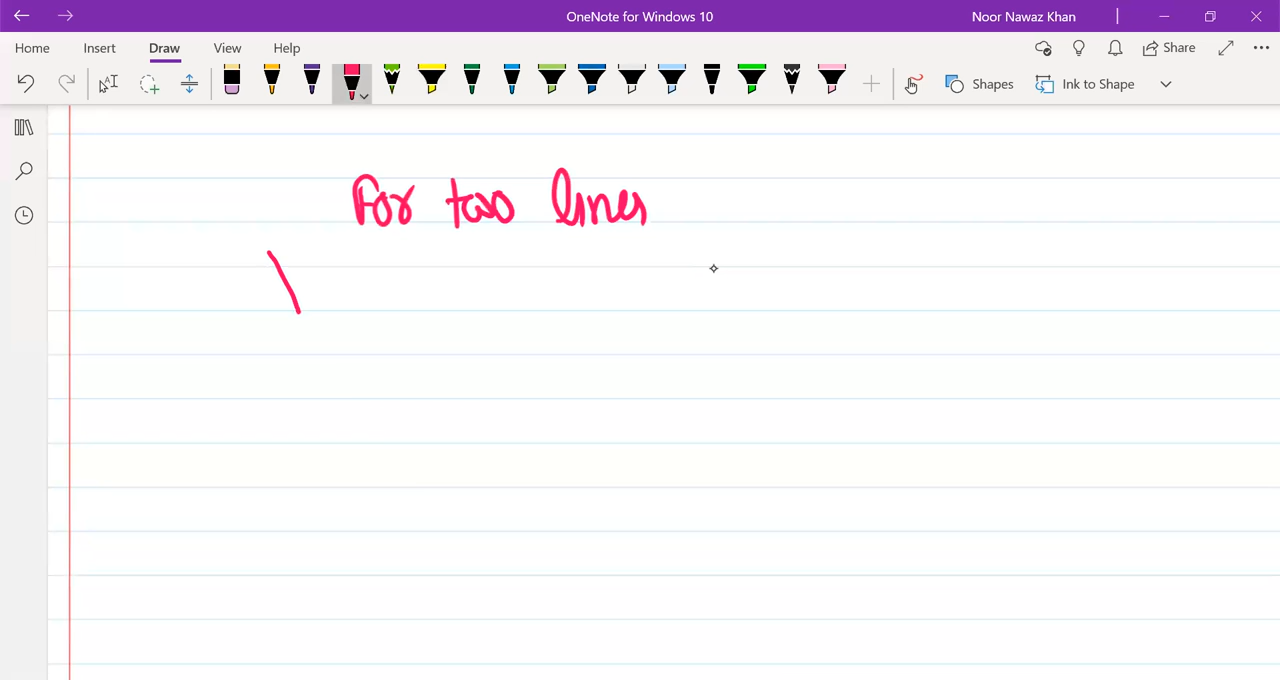 OneNote for Windows 10
Noor Nawaz Khan
Home Insert Draw View Help
Share
Shapes
Ink to Shape
For two lines